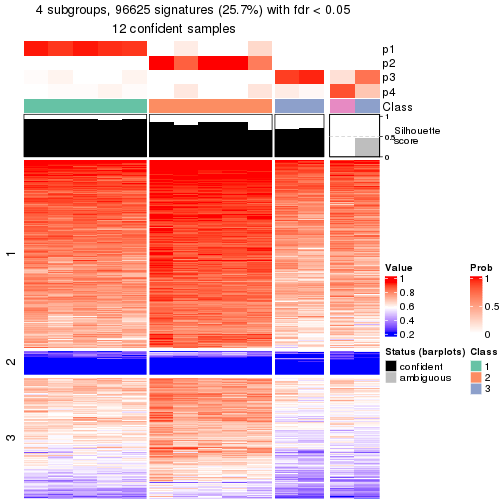 4 subgroups, 96625 signatures (25.7%) with fdr < 0.05
12 confident samples
p1
p2
p3
p4
Class
1
0.5
0
Silhouette
score
1
2
3
Value
1
0.8
0.6
0.4
0.2
Prob
1
0.5
0
Status (barplots)
confident
ambiguous
Class
1
2
3